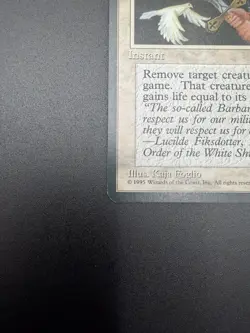 Instant
Remove target creatu
game. That creature
gains life equal to its
"The so-called Barbar
respect us for our milit
they will respect us for
—Lucilde Fiksdotter,
Order of the White Sh
Illus. Kaja Foglio
© 1995 Wizards of the Coast, Inc. All rights reserve